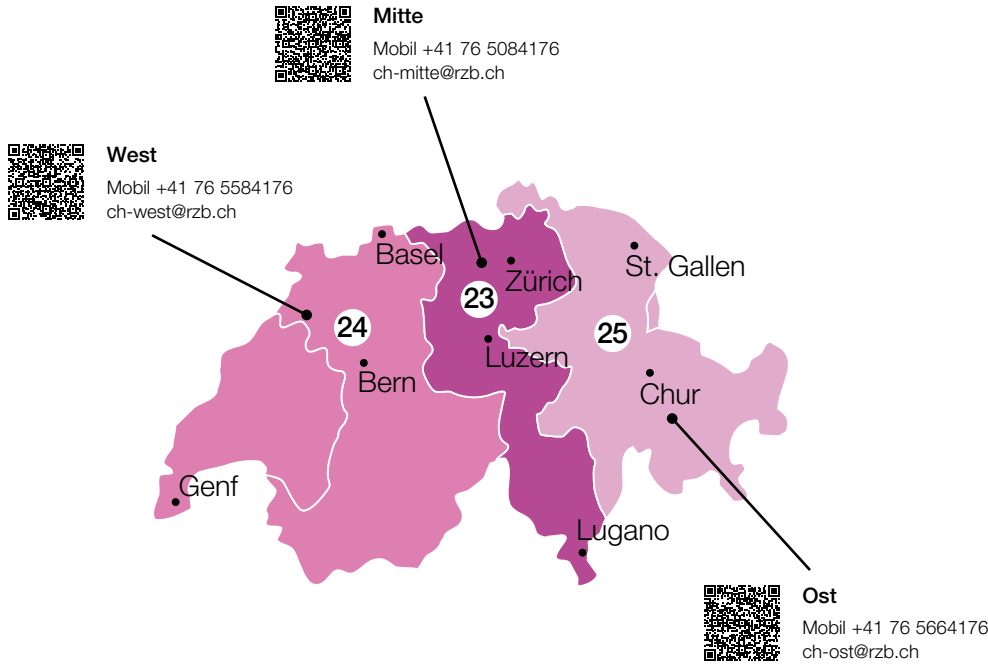 Mitte
Mobil +41 76 5084176
ch-mitte@rzb.ch
West
Mobil +41 76 5584176
ch-west@rzb.ch
Basel
Zürich
St. Gallen
23
24
25
Luzern
Bern
Chur
Genf
Lugano
Ost
Mobil +41 76 5664176
ch-ost@rzb.ch